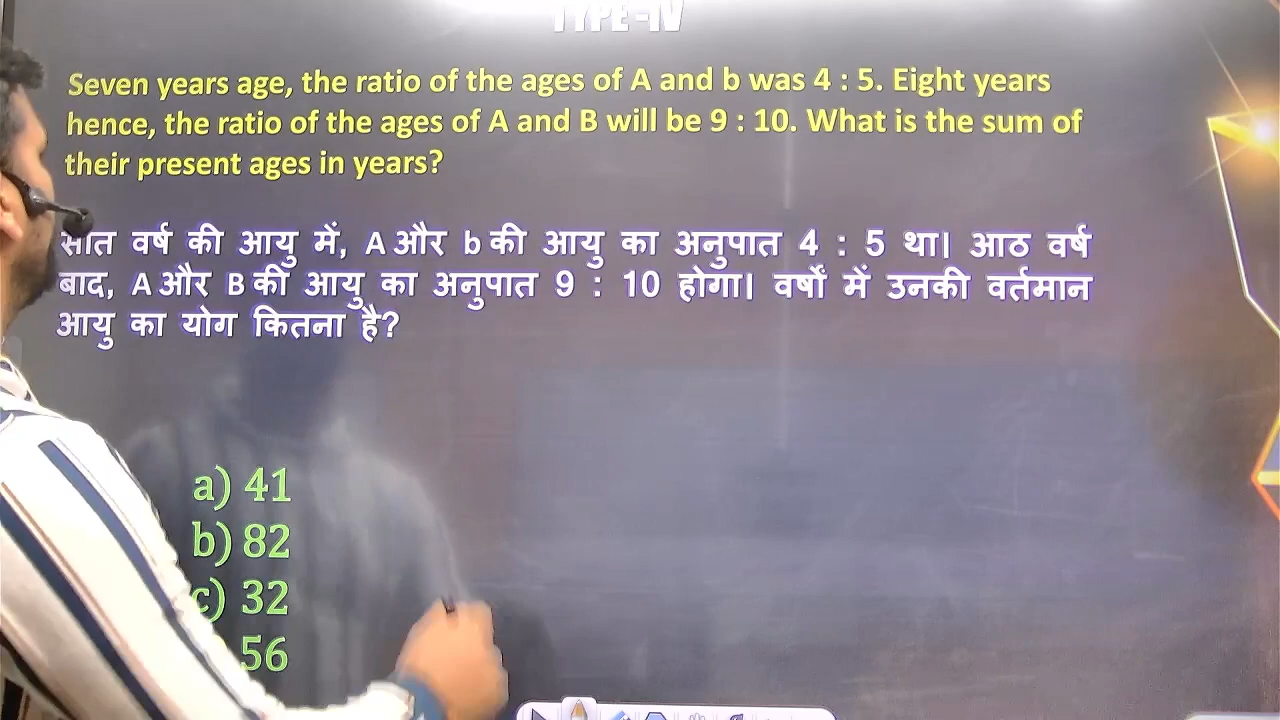 TYPE-IV
Seven years age, the ratio of the ages of A and b was 4 : 5. Eight years
hence, the ratio of the ages of A and B will be 9 : 10. What is the sum of
their present ages in years?
सात वर्ष की आयु में, A और b की आयु का अनुपात 4 : 5 था। आठ वर्ष
बाद, A और B की आयु का अनुपात 9 : 10 होगा। वर्षों में उनकी वर्तमान
आयु का योग कितना है?
a) 41
b) 82
c) 32
56